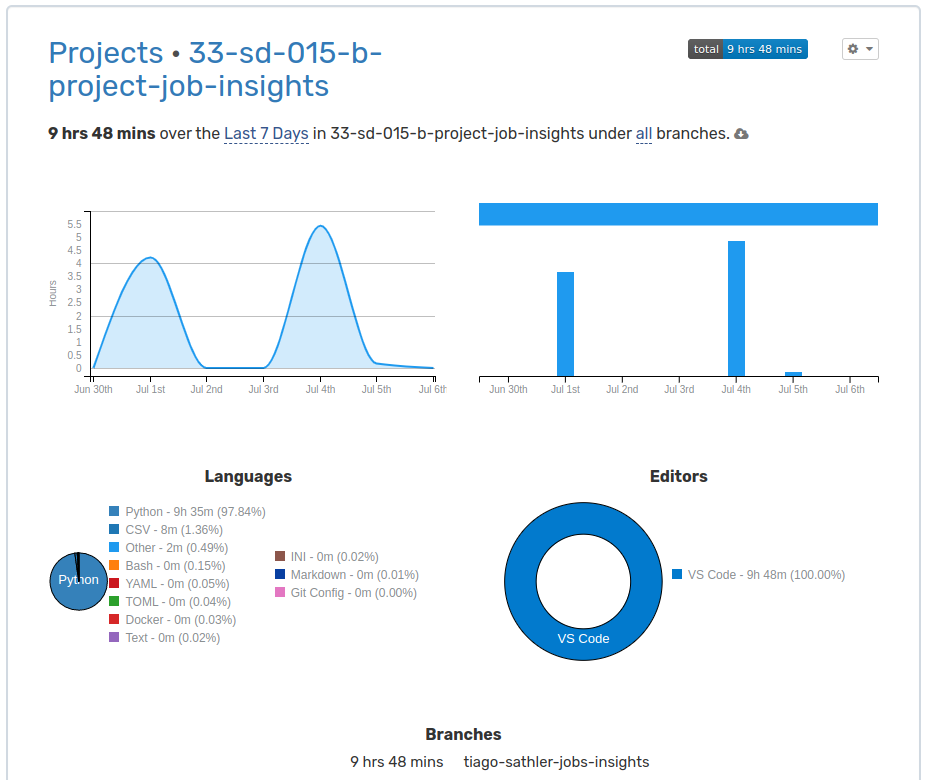 Projects • 33-sd-015-b-
project-job-insights
total 9 hrs 48 mins
9 hrs 48 mins over the Last 7 Days in 33-sd-015-b-project-job-insights under all branches.
Hours
5.5
5
4.5
4
3.5
3
2.5
2
1.5
1
0.5
0
Jun 30th Jul 1st Jul 2nd Jul 3rd Jul 4th Jul 5th Jul 6th
Jun 30th Jul 1st Jul 2nd Jul 3rd Jul 4th Jul 5th Jul 6th
Languages
Python
Python - 9h 35m (97.84%)
CSV - 8m (1.36%)
Other - 2m (0.49%)
Bash - 0m (0.15%)
YAML - 0m (0.05%)
TOML - 0m (0.04%)
Docker - 0m (0.03%)
Text - 0m (0.02%)
INI - 0m (0.02%)
Markdown - 0m (0.01%)
Git Config - 0m (0.00%)
Editors
VS Code
VS Code - 9h 48m (100.00%)
Branches
9 hrs 48 mins tiago-sathler-jobs-insights